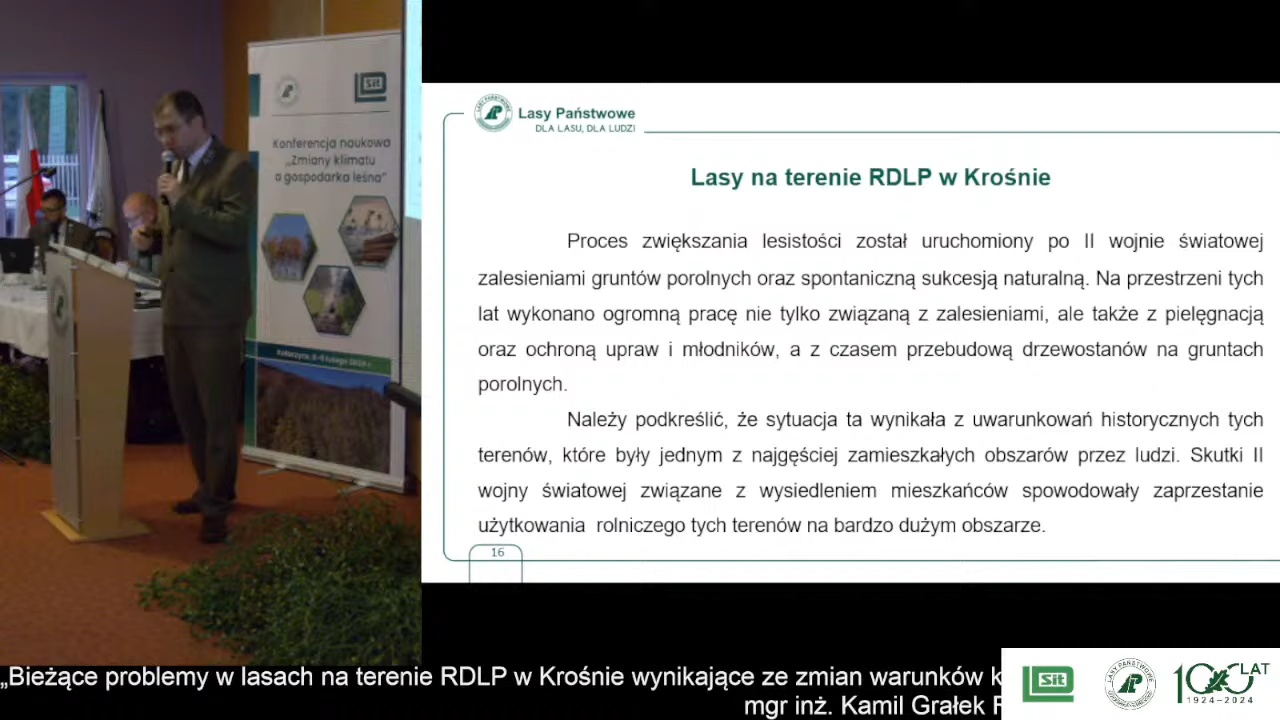 Sit
Konferencja naukowa
„Zmiany klimatu
a gospodarka leśna"
LASY PAŃSTWOWE
Lasy Państwowe
DLA LASU, DLA LUDZI
Lasy na terenie RDLP w Krośnie
Proces zwiększania lesistości został uruchomiony po II wojnie światowej
zalesieniami gruntów porolnych oraz spontaniczną sukcesją naturalną. Na przestrzeni tych
lat wykonano ogromną pracę nie tylko związaną z zalesieniami, ale także z pielęgnacją
oraz ochroną upraw i młodników, a z czasem przebudową drzewostanów na gruntach
porolnych.
Należy podkreślić, że sytuacja ta wynikała z uwarunkowań historycznych tych
terenów, które były jednym z najgęściej zamieszkałych obszarów przez ludzi. Skutki II
wojny światowej związane z wysiedleniem mieszkańców spowodowały zaprzestanie
użytkowania rolniczego tych terenów na bardzo dużym obszarze.
16
„Bieżące problemy w lasach na terenie RDLP w Krośnie wynikające ze zmian warunków k
mgr inż. Kamil Grałek R
Sit
LASY PAŃSTWOWE
100 LAT
1924-2024